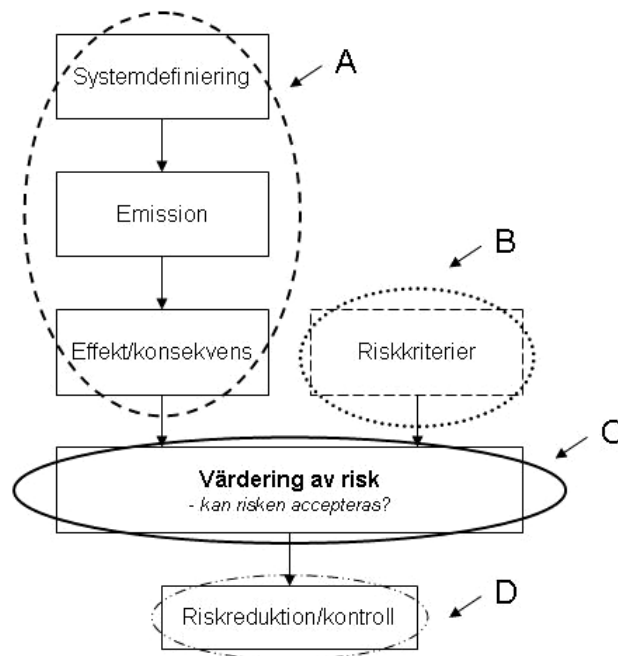 Systemdefiniering
A
Emission
B
Effekt/konsekvens
Riskkriterier
C
Värdering av risk
- kan risken accepteras?
Riskreduktion/kontroll
D